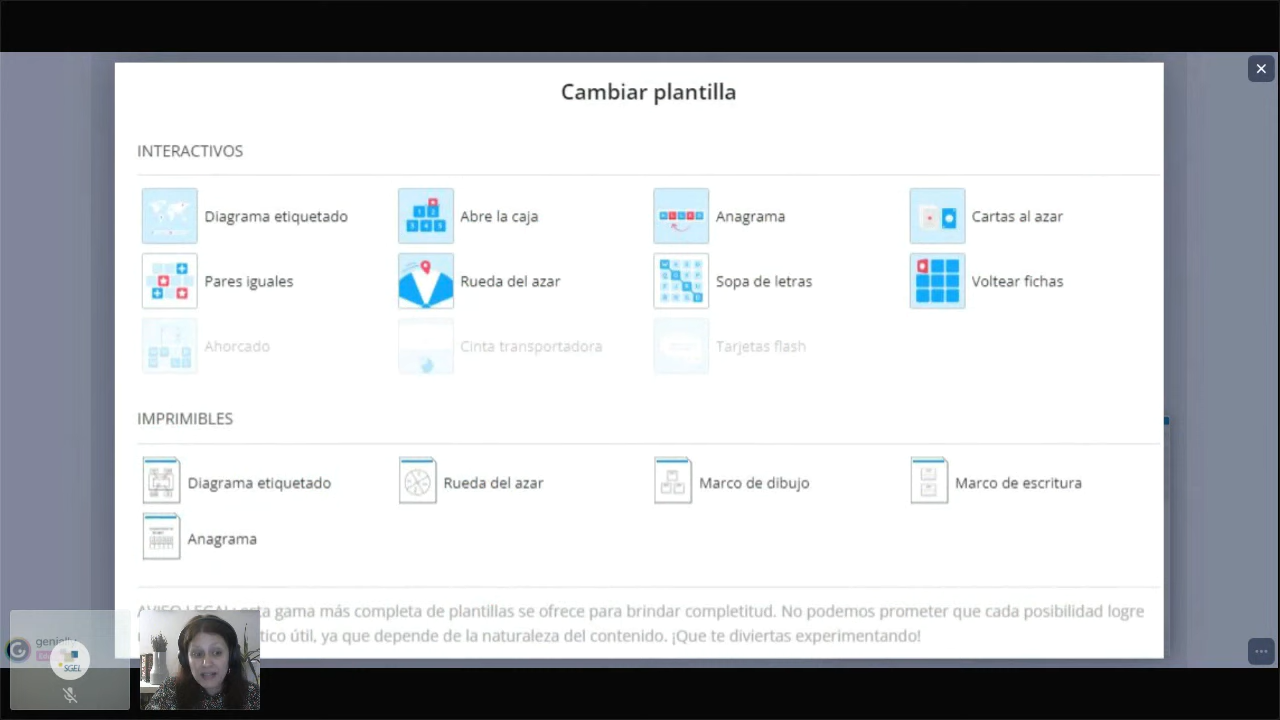 Cambiar plantilla
INTERACTIVOS
Diagrama etiquetado
Abre la caja
Anagrama
Cartas al azar
Pares iguales
Rueda del azar
Sopa de letras
Voltear fichas
Ahorcado
Cinta transportadora
Tarjetas flash
IMPRIMIBLES
Diagrama etiquetado
Rueda del azar
Marco de dibujo
Marco de escritura
Anagrama
AVISO LEGAL: esta gama más completa de plantillas se ofrece para brindar completitud. No podemos prometer que cada posibilidad logre
útil, ya que depende de la naturaleza del contenido. ¡Que te diviertas experimentando!
SGEL